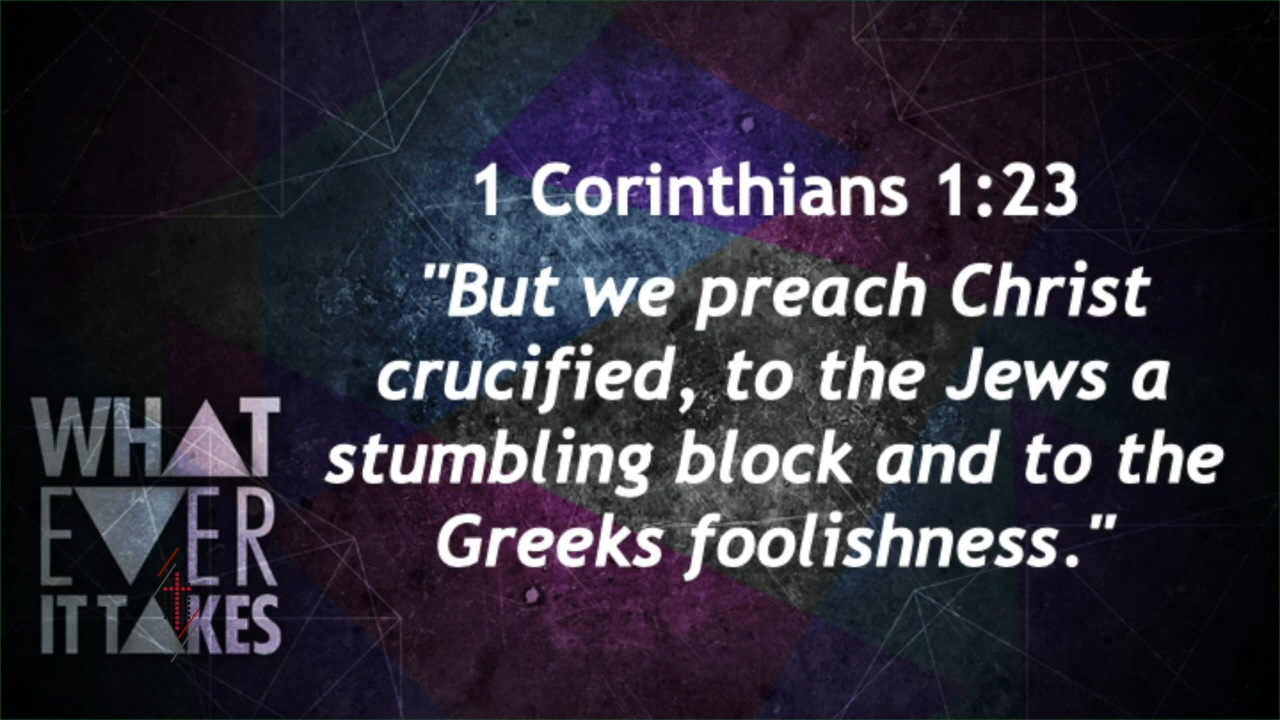 1 Corinthians 1:23
"But we preach Christ
crucified, to the Jews a
stumbling block and to the
Greeks foolishness."
WHAT
EVER
IT TAKES